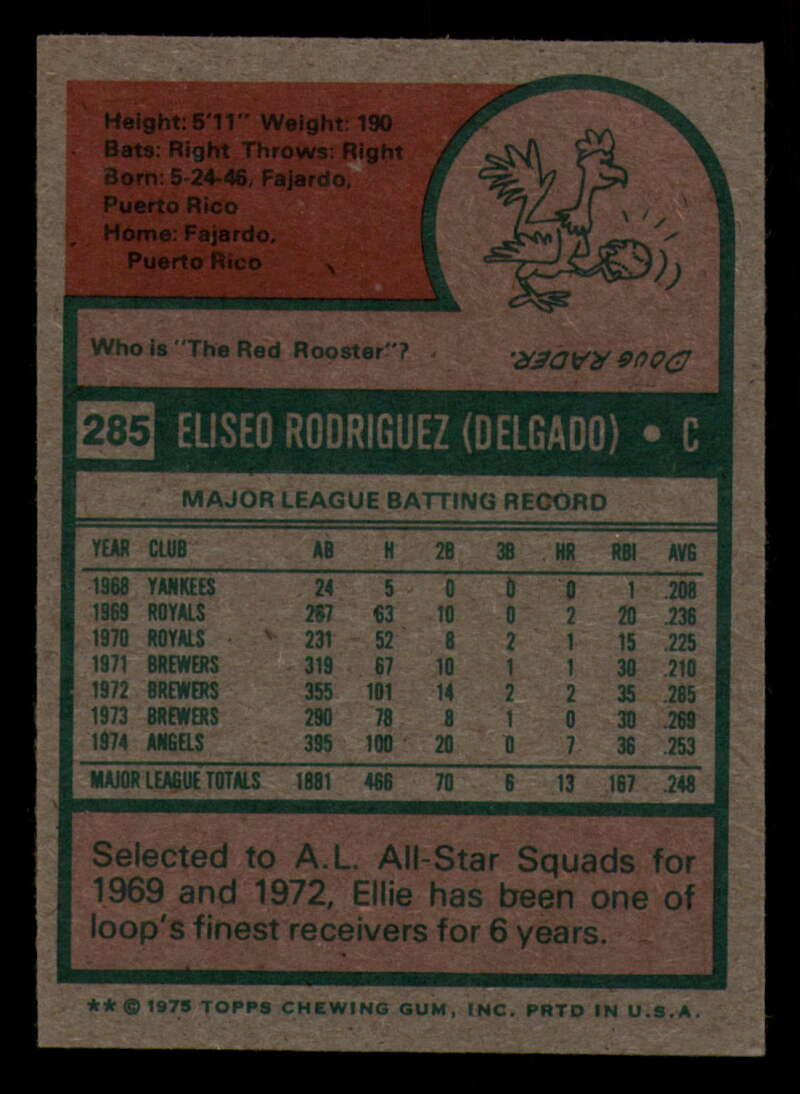 Height: 5'11" Weight: 190
Bats: Right Throws: Right
Born: 5-24-46, Fajardo,
Puerto Rico
Home: Fajardo,
Puerto Rico
Who is "The Red Rooster"?
DOUG RADER.
285 ELISEO RODRIGUEZ (DELGADO) • C
MAJOR LEAGUE BATTING RECORD
YEAR CLUB AB H 2B 3B HR RBI AVG
1968 YANKEES 24 5 0 0 0 1 .208
1969 ROYALS 267 63 10 0 2 20 .236
1970 ROYALS 231 52 8 2 1 15 .225
1971 BREWERS 319 67 10 1 1 30 .210
1972 BREWERS 355 101 14 2 2 35 .285
1973 BREWERS 290 78 8 1 0 30 .269
1974 ANGELS 395 100 20 0 7 36 .253
MAJOR LEAGUE TOTALS 1881 466 70 6 13 167 .248
Selected to A.L. All-Star Squads for
1969 and 1972, Ellie has been one of
loop's finest receivers for 6 years.
** © 1975 TOPPS CHEWING GUM, INC. PRTD IN U.S.A.